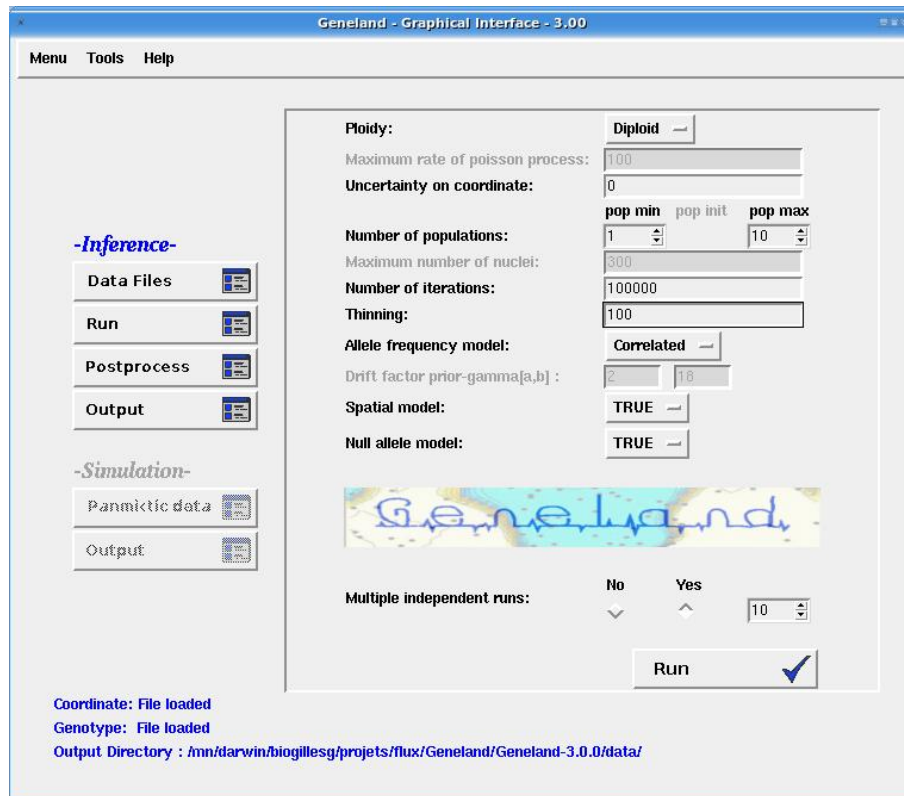 Geneland - Graphical Interface - 3.00
Menu Tools Help
Ploidy: Diploid
Maximum rate of poisson process: 100
Uncertainty on coordinate: 0
pop min pop init pop max
Number of populations: 1 10
Maximum number of nuclei: 300
Number of iterations: 100000
Thinning: 100
Allele frequency model: Correlated
Drift factor prior-gamma[a,b] : 2 18
Spatial model: TRUE
Null allele model: TRUE
-Inference-
Data Files
Run
Postprocess
Output
-Simulation-
Panmictic data
Output
Geneland
No Yes
Multiple independent runs: 10
Run
Coordinate: File loaded
Genotype: File loaded
Output Directory : /mn/darwin/biogillesg/projets/flux/Geneland/Geneland-3.0.0/data/